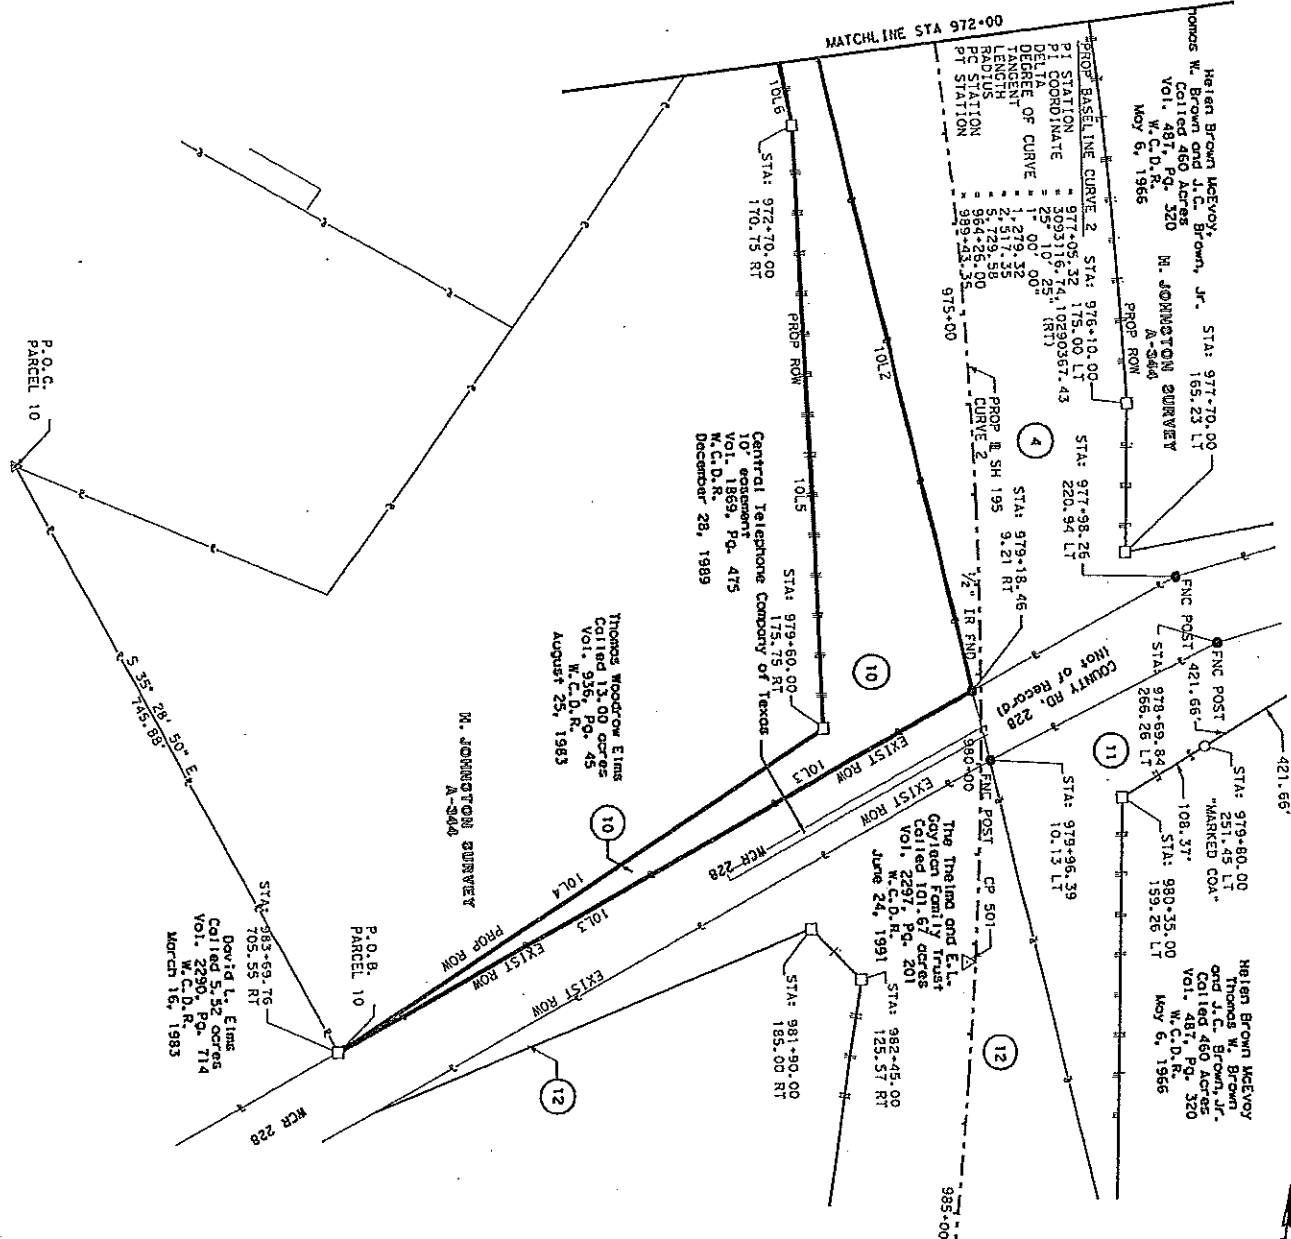 MATCHLINE STA 972+00
Helen Brown McEvoy,
Thomas W. Brown and J.C. Brown, Jr.
Called 460 Acres
Vol. 487, Pg. 320
W.C.D.R.
May 6, 1966
M. JOHNSTON SURVEY
A-344
STA: 977+70.00
165.23 LT
PROP BASELINE CURVE 2
PI STATION = 977+05.32
PI COORDINATE = 3093116.74,10290367.43
DELTA = 25° 10' 25" (RT)
DEGREE OF CURVE = 1° 00' 00"
TANGENT = 1,279.32
LENGTH = 2,517.35
RADIUS = 5,729.58
PC STATION = 964+26.00
PT STATION = 989+43.35
STA: 976+10.00
175.00 LT
PROP ROW
STA: 977+98.26
220.94 LT
FNC POST
FNC POST
421.66'
421.66'
STA: 978+69.84
266.26 LT
STA: 979+80.00
251.45 LT
"MARKED COA"
108.37'
STA: 980+35.00
159.26 LT
11
Helen Brown McEvoy
Thomas W. Brown
and J.C. Brown, Jr.
Called 460 Acres
Vol. 487, Pg. 320
W.C.D.R.
May 6, 1966
4
975+00
PROP ℄ SH 195
CURVE 2
STA: 979+18.46
9.21 RT
1/2" IR FND
COUNTY RD. 228
(Not of Record)
980+00
FNC POST
STA: 979+96.39
10.13 LT
CP 501
12
985+00
10L6
STA: 972+70.00
170.75 RT
PROP ROW
10L2
10L5
STA: 979+60.00
175.75 RT
10
Central Telephone Company of Texas
10' easement
Vol. 1869, Pg. 475
W.C.D.R.
December 28, 1989
EXIST ROW
10L3
EXIST ROW
WCR 228
The Thelma and E.L.
Gaylean Family Trust
Called 101.67 acres
Vol. 2297, Pg. 201
W.C.D.R.
June 24, 1991
STA: 982+45.00
125.57 RT
STA: 981+90.00
185.00 RT
Thomas Woodrow Elms
Called 13.00 acres
Vol. 936, Pg. 45
W.C.D.R.
August 25, 1983
10
10L4
PROP ROW
10L3
EXIST ROW
EXIST ROW
12
M. JOHNSTON SURVEY
A-344
P.O.C.
PARCEL 10
S 35° 28' 50" E
745.88'
P.O.B.
PARCEL 10
STA: 983+69.76
705.55 RT
David L. Elms
Called 5.52 acres
Vol. 2290, Pg. 714
W.C.D.R.
March 16, 1983
WCR 228